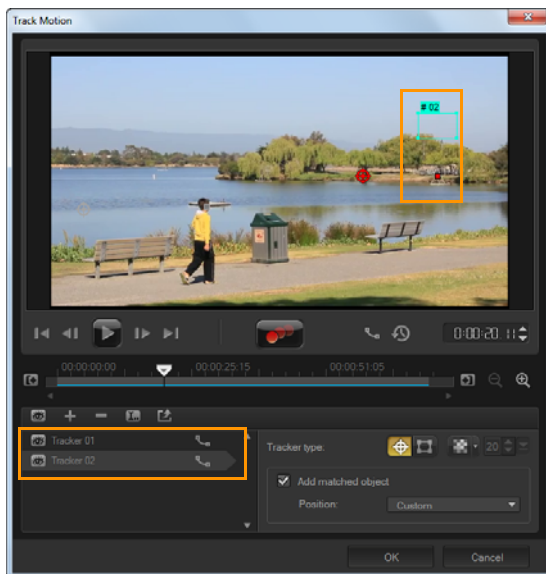 Track Motion
# 02
0:00:20. 11
00:00:00:00
00:00:25:15
00:00:51:05
Tracker 01
Tracker 02
Tracker type:
20
Add matched object
Position:
Custom
OK
Cancel